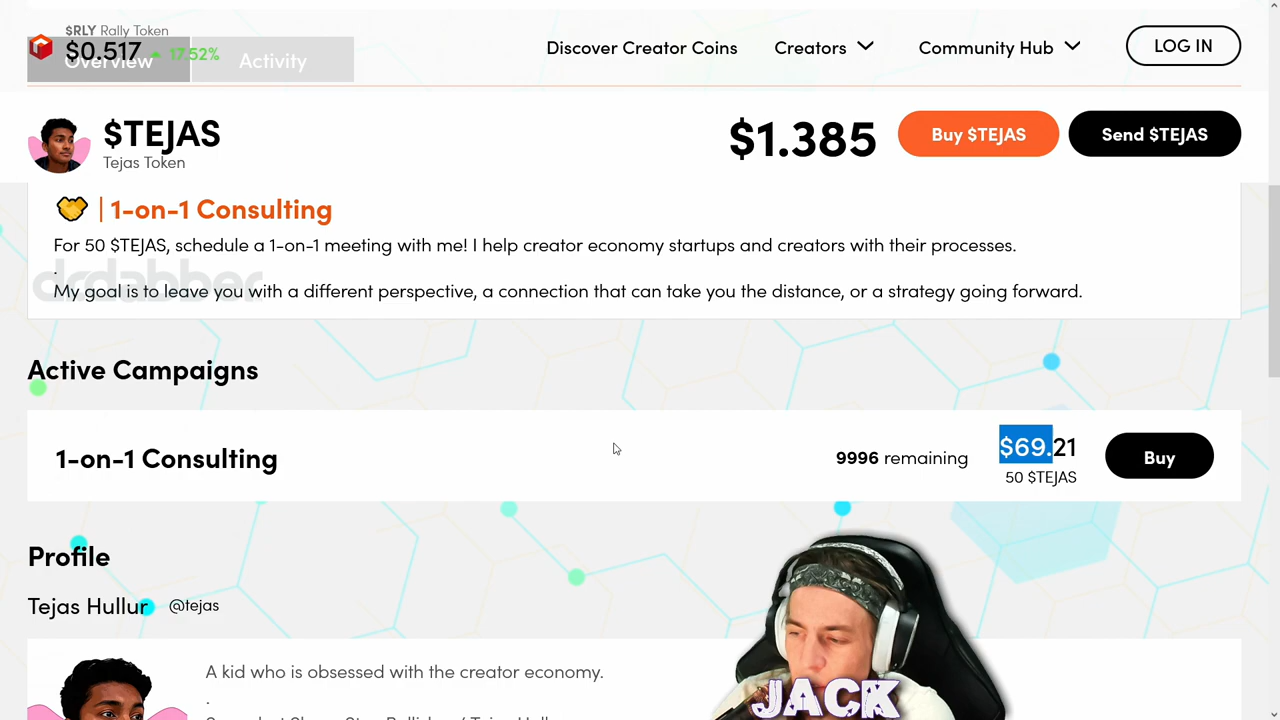 $RLY Rally Token
$0.517 17.52%
Overview Activity
Discover Creator Coins Creators Community Hub LOG IN
$TEJAS
Tejas Token
$1.385 Buy $TEJAS Send $TEJAS
| 1-on-1 Consulting
For 50 $TEJAS, schedule a 1-on-1 meeting with me! I help creator economy startups and creators with their processes.
.
drdabber
My goal is to leave you with a different perspective, a connection that can take you the distance, or a strategy going forward.
Active Campaigns
1-on-1 Consulting 9996 remaining $69.21 Buy
50 $TEJAS
Profile
Tejas Hullur @tejas
A kid who is obsessed with the creator economy.
.
JACK